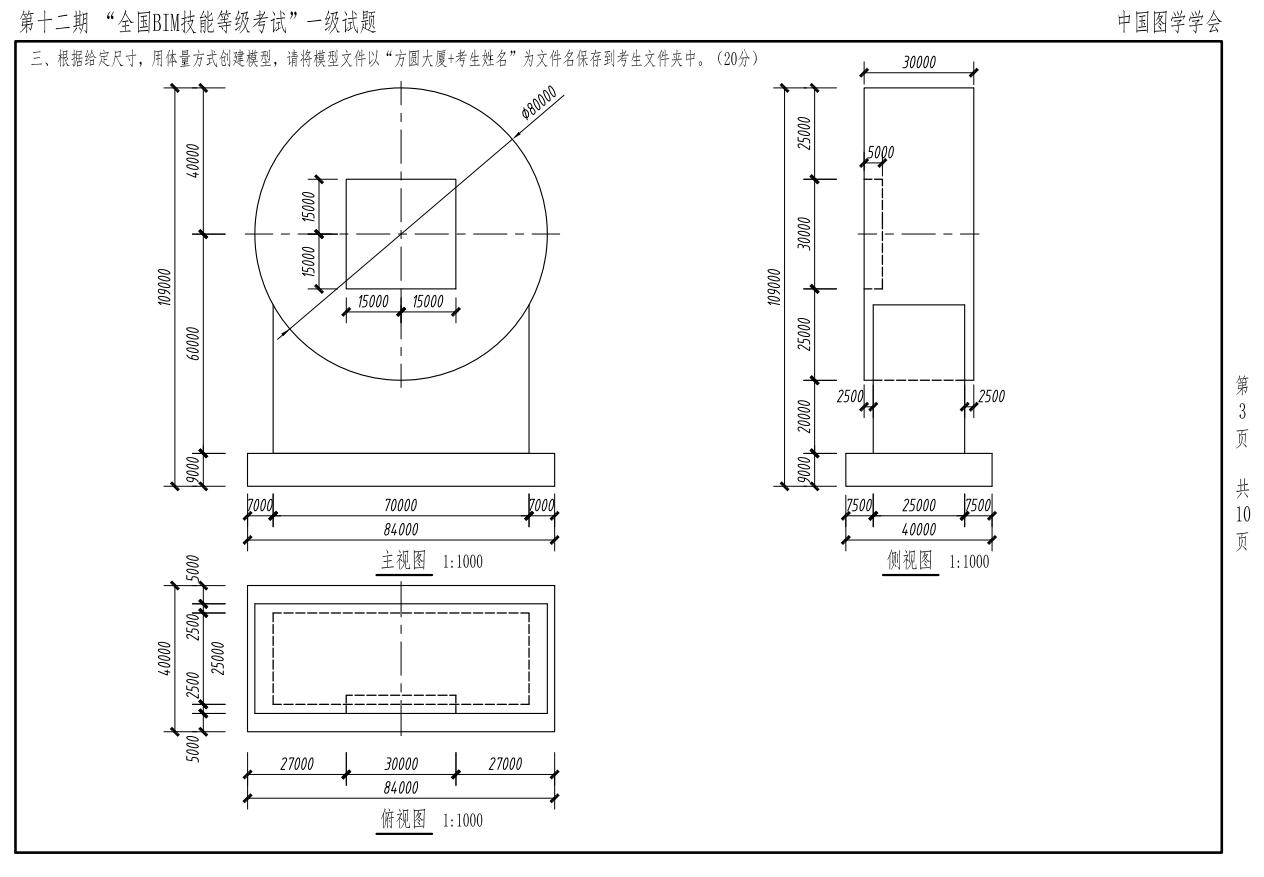 第十二期 “全国BIM技能等级考试”一级试题
中国图学学会
三、根据给定尺寸，用体量方式创建模型，请将模型文件以“方圆大厦+考生姓名”为文件名保存到考生文件夹中。（20分）
109000
40000
60000
9000
15000
15000
15000 15000
Φ80000
7000 70000 7000
84000
主视图 1:1000
30000
109000
25000
30000
25000
20000
9000
5000
2500 2500
7500 25000 7500
40000
侧视图 1:1000
40000
5000
2500
25000
2500
5000
27000 30000 27000
84000
俯视图 1:1000
第
3
页
共
10
页